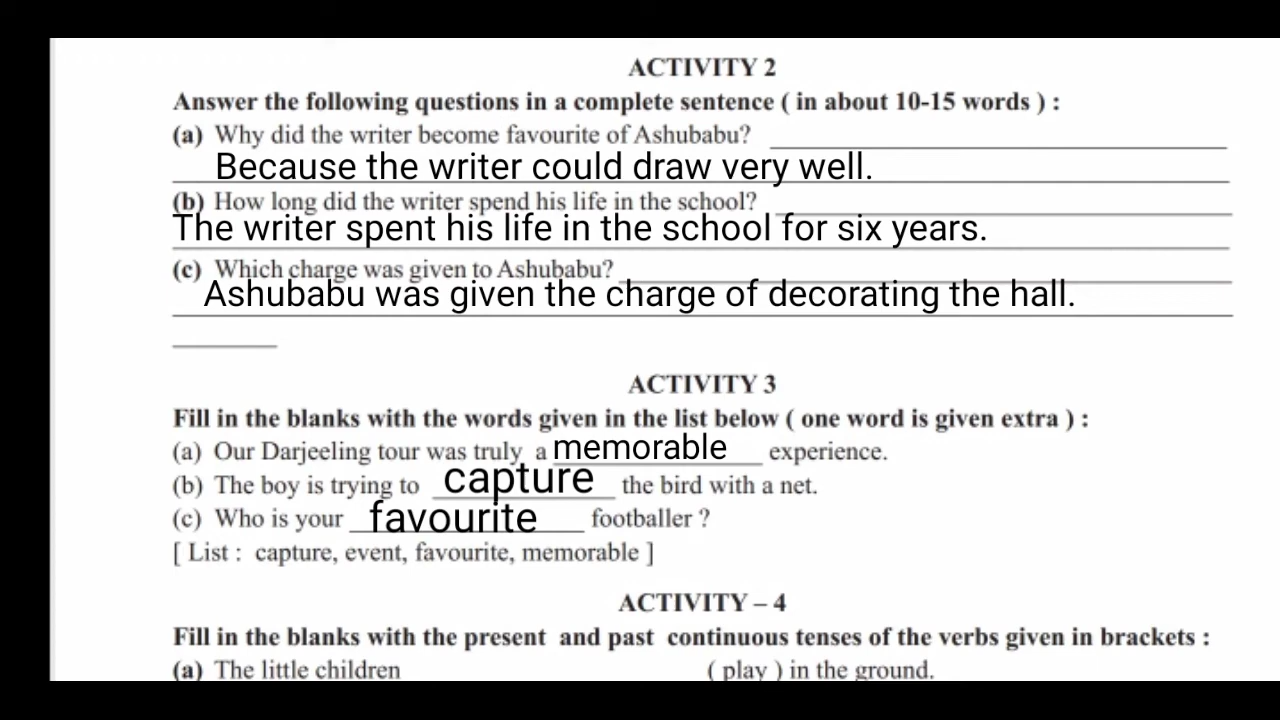 ACTIVITY 2
Answer the following questions in a complete sentence ( in about 10-15 words ) :
(a) Why did the writer become favourite of Ashubabu?
Because the writer could draw very well.
(b) How long did the writer spend his life in the school?
The writer spent his life in the school for six years.
(c) Which charge was given to Ashubabu?
Ashubabu was given the charge of decorating the hall.
ACTIVITY 3
Fill in the blanks with the words given in the list below ( one word is given extra ) :
(a) Our Darjeeling tour was truly a memorable experience.
(b) The boy is trying to capture the bird with a net.
(c) Who is your favourite footballer ?
[ List : capture, event, favourite, memorable ]
ACTIVITY – 4
Fill in the blanks with the present and past continuous tenses of the verbs given in brackets :
(a) The little children ( play ) in the ground.